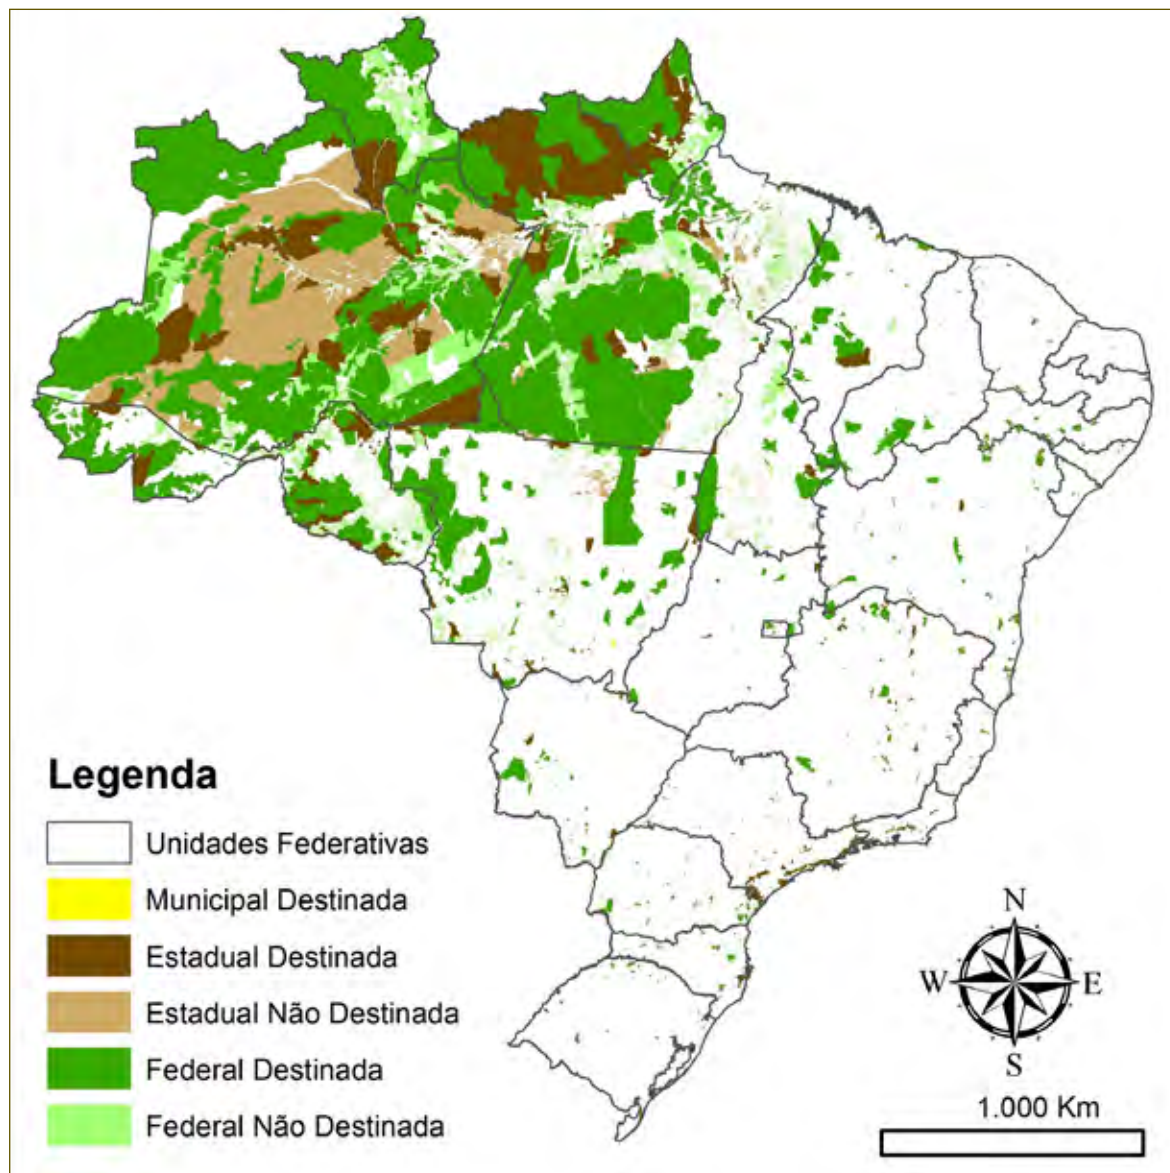 Legenda
Unidades Federativas
Municipal Destinada
Estadual Destinada
Estadual Não Destinada
Federal Destinada
Federal Não Destinada
N
W
E
S
1.000 Km